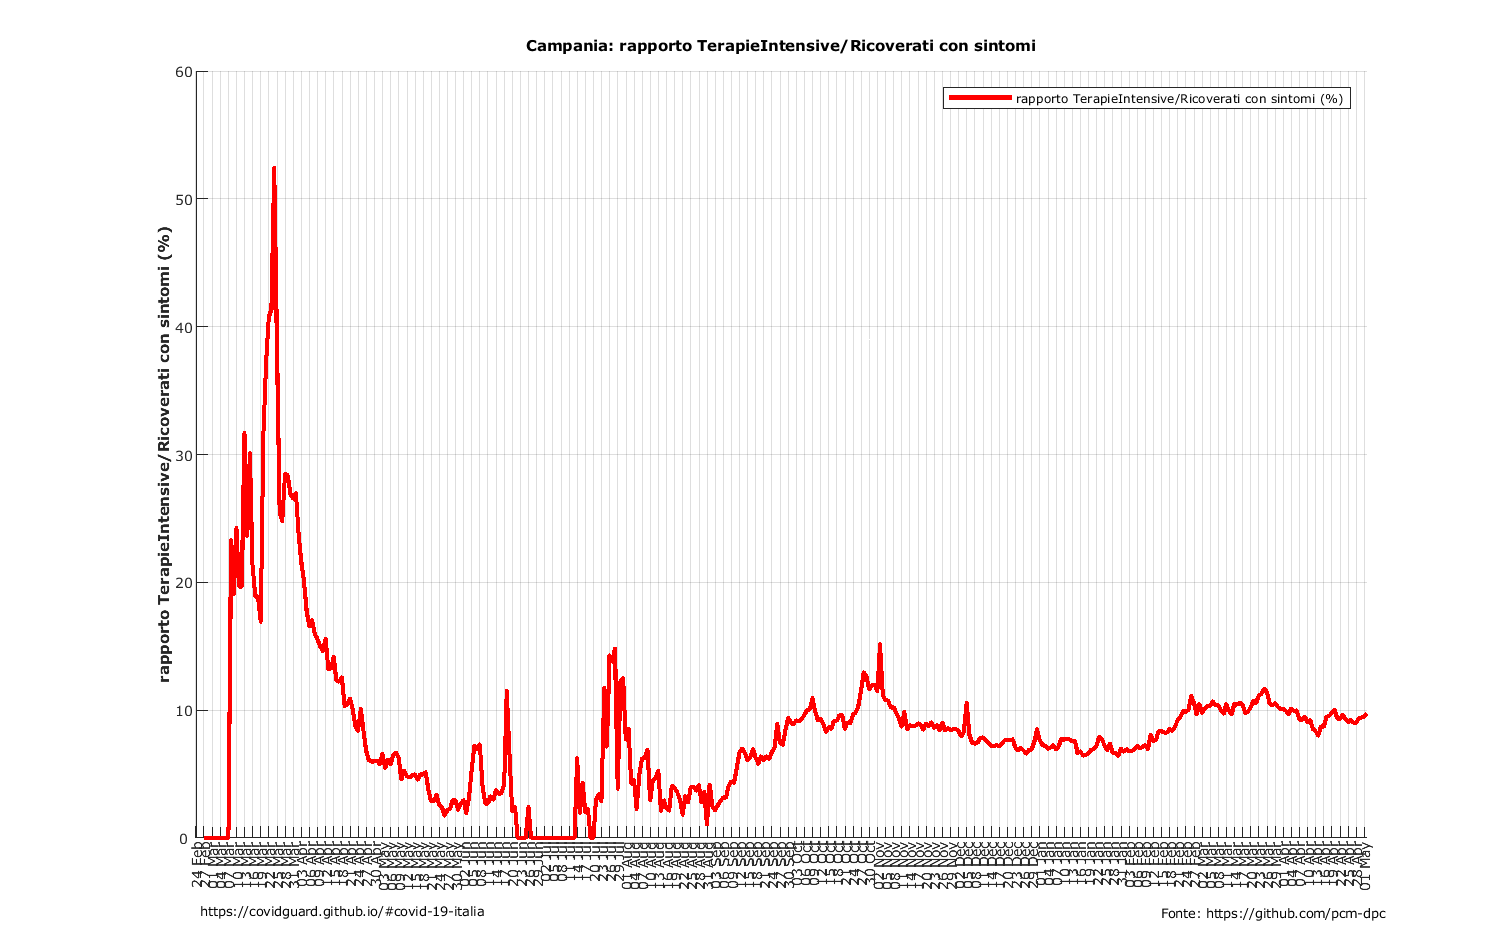 Campania: rapporto TerapieIntensive/Ricoverati con sintomi
rapporto TerapieIntensive/Ricoverati con sintomi (%)
rapporto TerapieIntensive/Ricoverati con sintomi (%)
60
50
40
30
20
10
0
24 Feb
27 Feb
01 Mar
04 Mar
07 Mar
10 Mar
13 Mar
16 Mar
19 Mar
22 Mar
25 Mar
28 Mar
31 Mar
03 Apr
06 Apr
09 Apr
12 Apr
15 Apr
18 Apr
21 Apr
24 Apr
27 Apr
30 Apr
03 May
06 May
09 May
12 May
15 May
18 May
21 May
24 May
27 May
30 May
02 Jun
05 Jun
08 Jun
11 Jun
14 Jun
17 Jun
20 Jun
23 Jun
26 Jun
29 Jun
02 Jul
05 Jul
08 Jul
11 Jul
14 Jul
17 Jul
20 Jul
23 Jul
26 Jul
29 Jul
01 Aug
04 Aug
07 Aug
10 Aug
13 Aug
16 Aug
19 Aug
22 Aug
25 Aug
28 Aug
31 Aug
03 Sep
06 Sep
09 Sep
12 Sep
15 Sep
18 Sep
21 Sep
24 Sep
27 Sep
30 Sep
03 Oct
06 Oct
09 Oct
12 Oct
15 Oct
18 Oct
21 Oct
24 Oct
27 Oct
30 Oct
02 Nov
05 Nov
08 Nov
11 Nov
14 Nov
17 Nov
20 Nov
23 Nov
26 Nov
29 Nov
02 Dec
05 Dec
08 Dec
11 Dec
14 Dec
17 Dec
20 Dec
23 Dec
26 Dec
29 Dec
01 Jan
04 Jan
07 Jan
10 Jan
13 Jan
16 Jan
19 Jan
22 Jan
25 Jan
28 Jan
31 Jan
03 Feb
06 Feb
09 Feb
12 Feb
15 Feb
18 Feb
21 Feb
24 Feb
27 Feb
02 Mar
05 Mar
08 Mar
11 Mar
14 Mar
17 Mar
20 Mar
23 Mar
26 Mar
29 Mar
01 Apr
04 Apr
07 Apr
10 Apr
13 Apr
16 Apr
19 Apr
22 Apr
25 Apr
28 Apr
01 May
https://covidguard.github.io/#covid-19-italia
Fonte: https://github.com/pcm-dpc